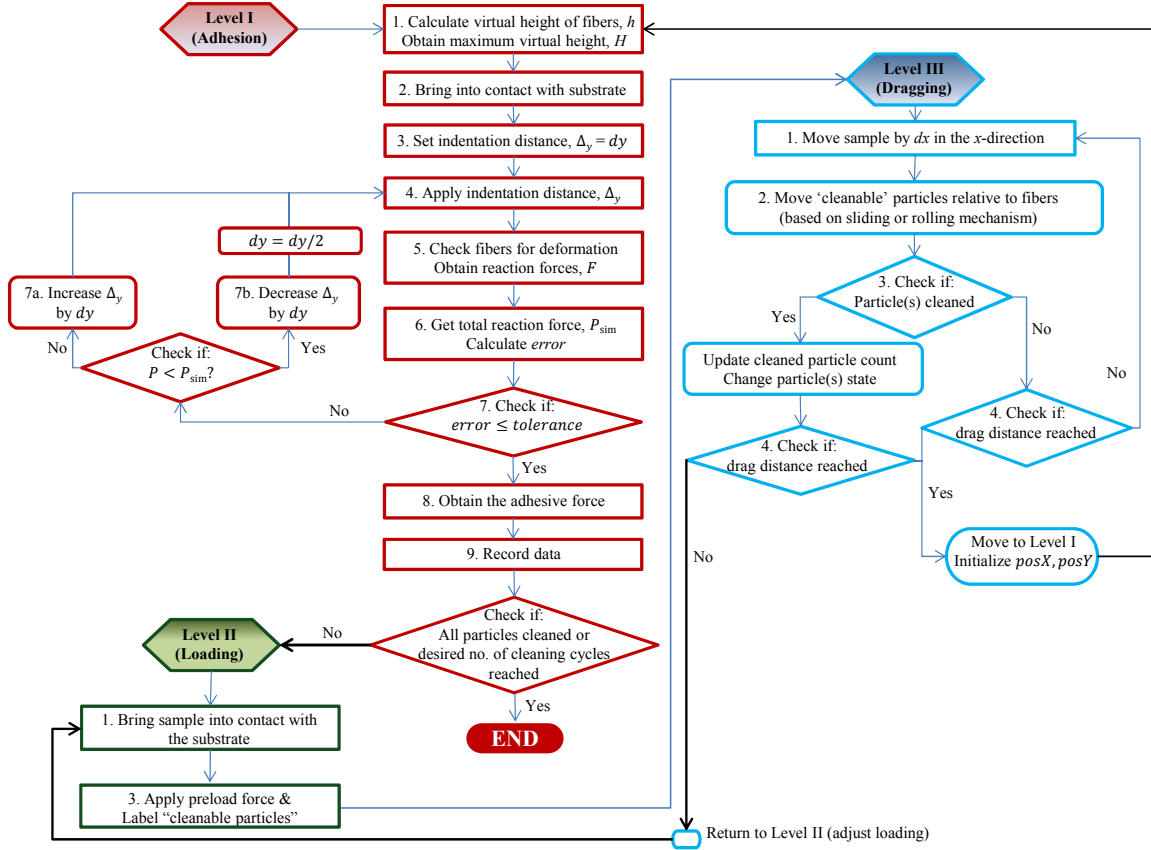 Level I
(Adhesion)
1. Calculate virtual height of fibers, h
Obtain maximum virtual height, H
2. Bring into contact with substrate
3. Set indentation distance, Δy = dy
4. Apply indentation distance, Δy
dy = dy/2
5. Check fibers for deformation
Obtain reaction forces, F
7a. Increase Δy
by dy
7b. Decrease Δy
by dy
6. Get total reaction force, Psim
Calculate error
No
Yes
Check if:
P < Psim?
No
7. Check if:
error ≤ tolerance
Yes
8. Obtain the adhesive force
9. Record data
Check if:
All particles cleaned or
desired no. of cleaning cycles
reached
No
Yes
END
Level II
(Loading)
1. Bring sample into contact with
the substrate
3. Apply preload force &
Label “cleanable particles”
Level III
(Dragging)
1. Move sample by dx in the x-direction
2. Move ‘cleanable’ particles relative to fibers
(based on sliding or rolling mechanism)
3. Check if:
Particle(s) cleaned
Yes
No
Update cleaned particle count
Change particle(s) state
No
4. Check if:
drag distance reached
4. Check if:
drag distance reached
Yes
No
Move to Level I
Initialize posX, posY
Return to Level II (adjust loading)